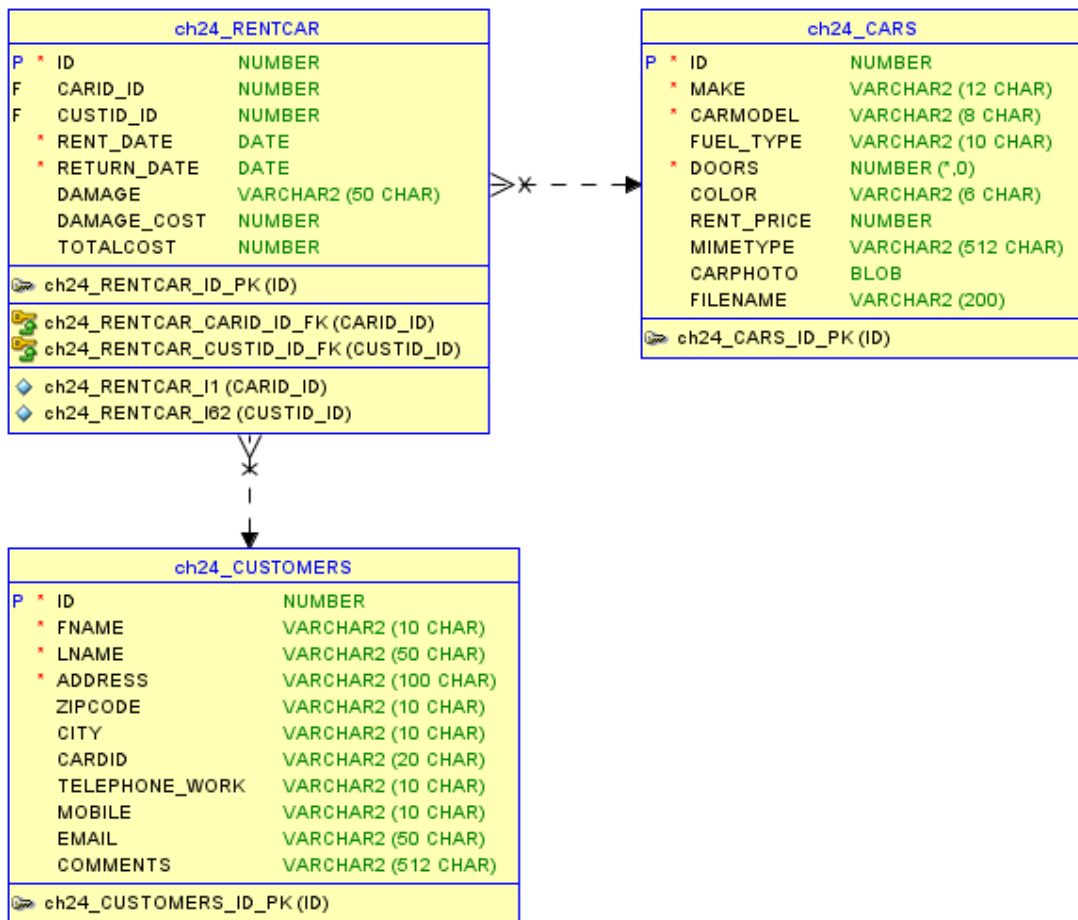 ch24_RENTCAR
P * ID NUMBER
F CARID_ID NUMBER
F CUSTID_ID NUMBER
* RENT_DATE DATE
* RETURN_DATE DATE
DAMAGE VARCHAR2 (50 CHAR)
DAMAGE_COST NUMBER
TOTALCOST NUMBER
ch24_RENTCAR_ID_PK (ID)
ch24_RENTCAR_CARID_ID_FK (CARID_ID)
ch24_RENTCAR_CUSTID_ID_FK (CUSTID_ID)
ch24_RENTCAR_I1 (CARID_ID)
ch24_RENTCAR_I62 (CUSTID_ID)
ch24_CARS
P * ID NUMBER
* MAKE VARCHAR2 (12 CHAR)
* CARMODEL VARCHAR2 (8 CHAR)
FUEL_TYPE VARCHAR2 (10 CHAR)
* DOORS NUMBER (*,0)
COLOR VARCHAR2 (6 CHAR)
RENT_PRICE NUMBER
MIMETYPE VARCHAR2 (512 CHAR)
CARPHOTO BLOB
FILENAME VARCHAR2 (200)
ch24_CARS_ID_PK (ID)
ch24_CUSTOMERS
P * ID NUMBER
* FNAME VARCHAR2 (10 CHAR)
* LNAME VARCHAR2 (50 CHAR)
* ADDRESS VARCHAR2 (100 CHAR)
ZIPCODE VARCHAR2 (10 CHAR)
CITY VARCHAR2 (10 CHAR)
CARDID VARCHAR2 (20 CHAR)
TELEPHONE_WORK VARCHAR2 (10 CHAR)
MOBILE VARCHAR2 (10 CHAR)
EMAIL VARCHAR2 (50 CHAR)
COMMENTS VARCHAR2 (512 CHAR)
ch24_CUSTOMERS_ID_PK (ID)